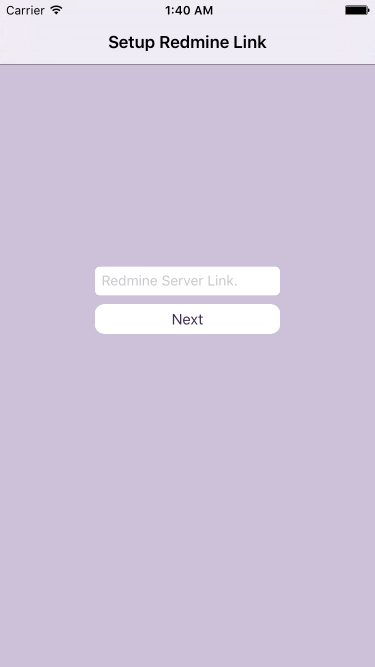 Carrier 1:40 AM
Setup Redmine Link
Redmine Server Link.
Next